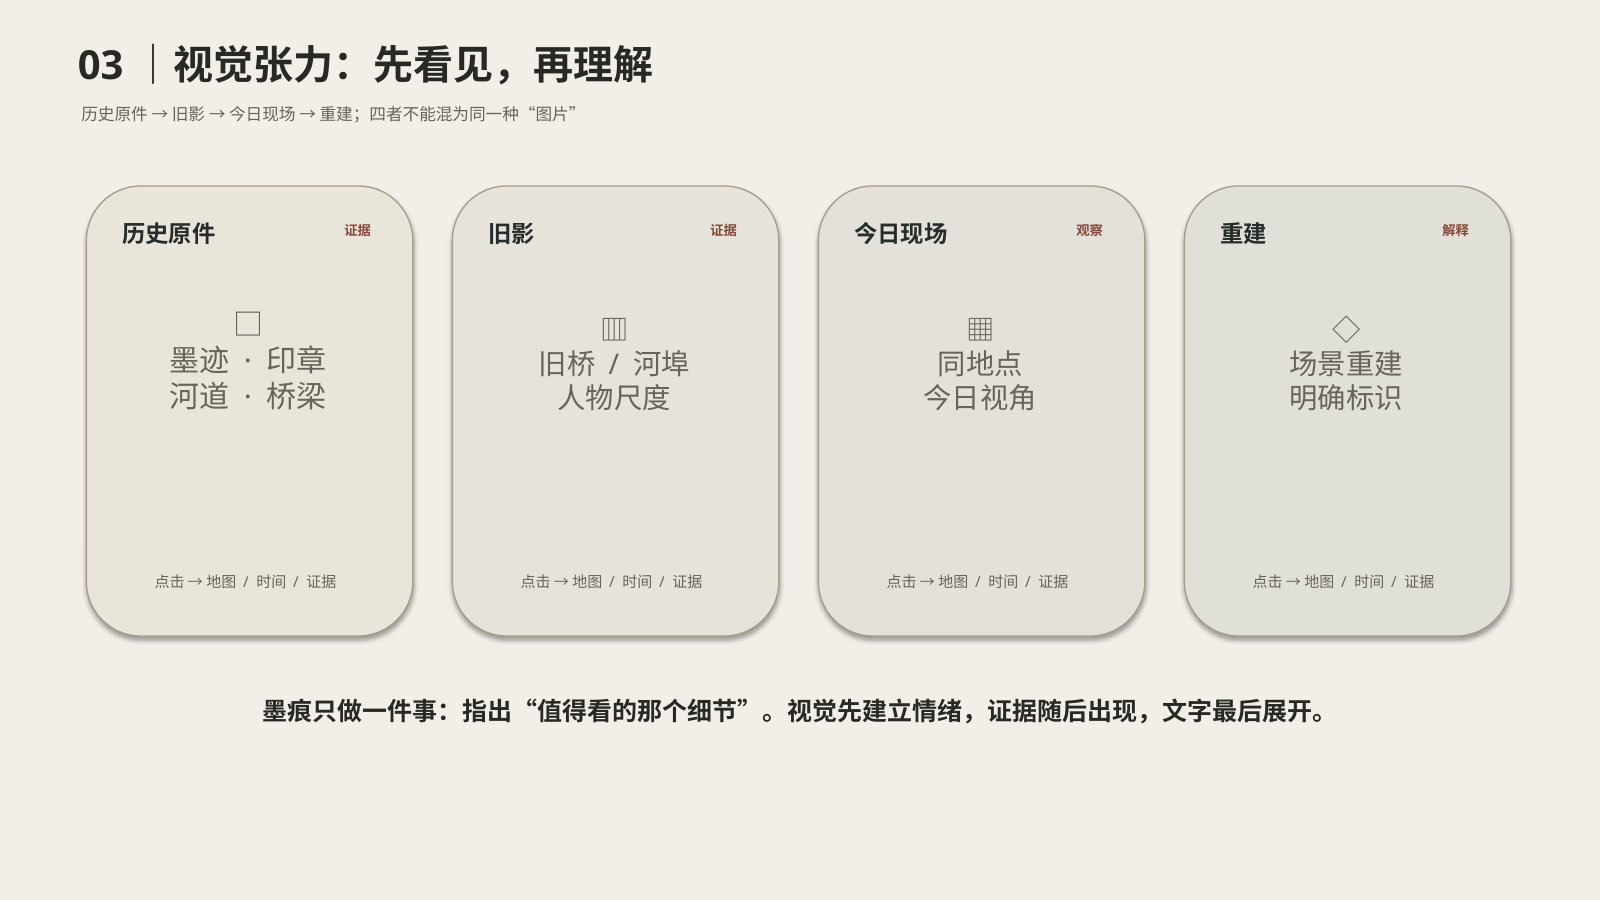 03 ｜视觉张力：先看见，再理解
历史原件 → 旧影 → 今日现场 → 重建；四者不能混为同一种“图片”
历史原件
证据
□
墨迹 · 印章
河道 · 桥梁
点击 → 地图 / 时间 / 证据
旧影
证据
▥
旧桥 / 河埠
人物尺度
点击 → 地图 / 时间 / 证据
今日现场
观察
▦
同地点
今日视角
点击 → 地图 / 时间 / 证据
重建
解释
◇
场景重建
明确标识
点击 → 地图 / 时间 / 证据
墨痕只做一件事：指出“值得看的那个细节”。视觉先建立情绪，证据随后出现，文字最后展开。